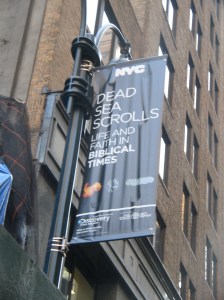 NYC
DEAD
SEA
SCROLLS
LIFE AND
FAITH IN
BIBLICAL
TIMES
Discovery